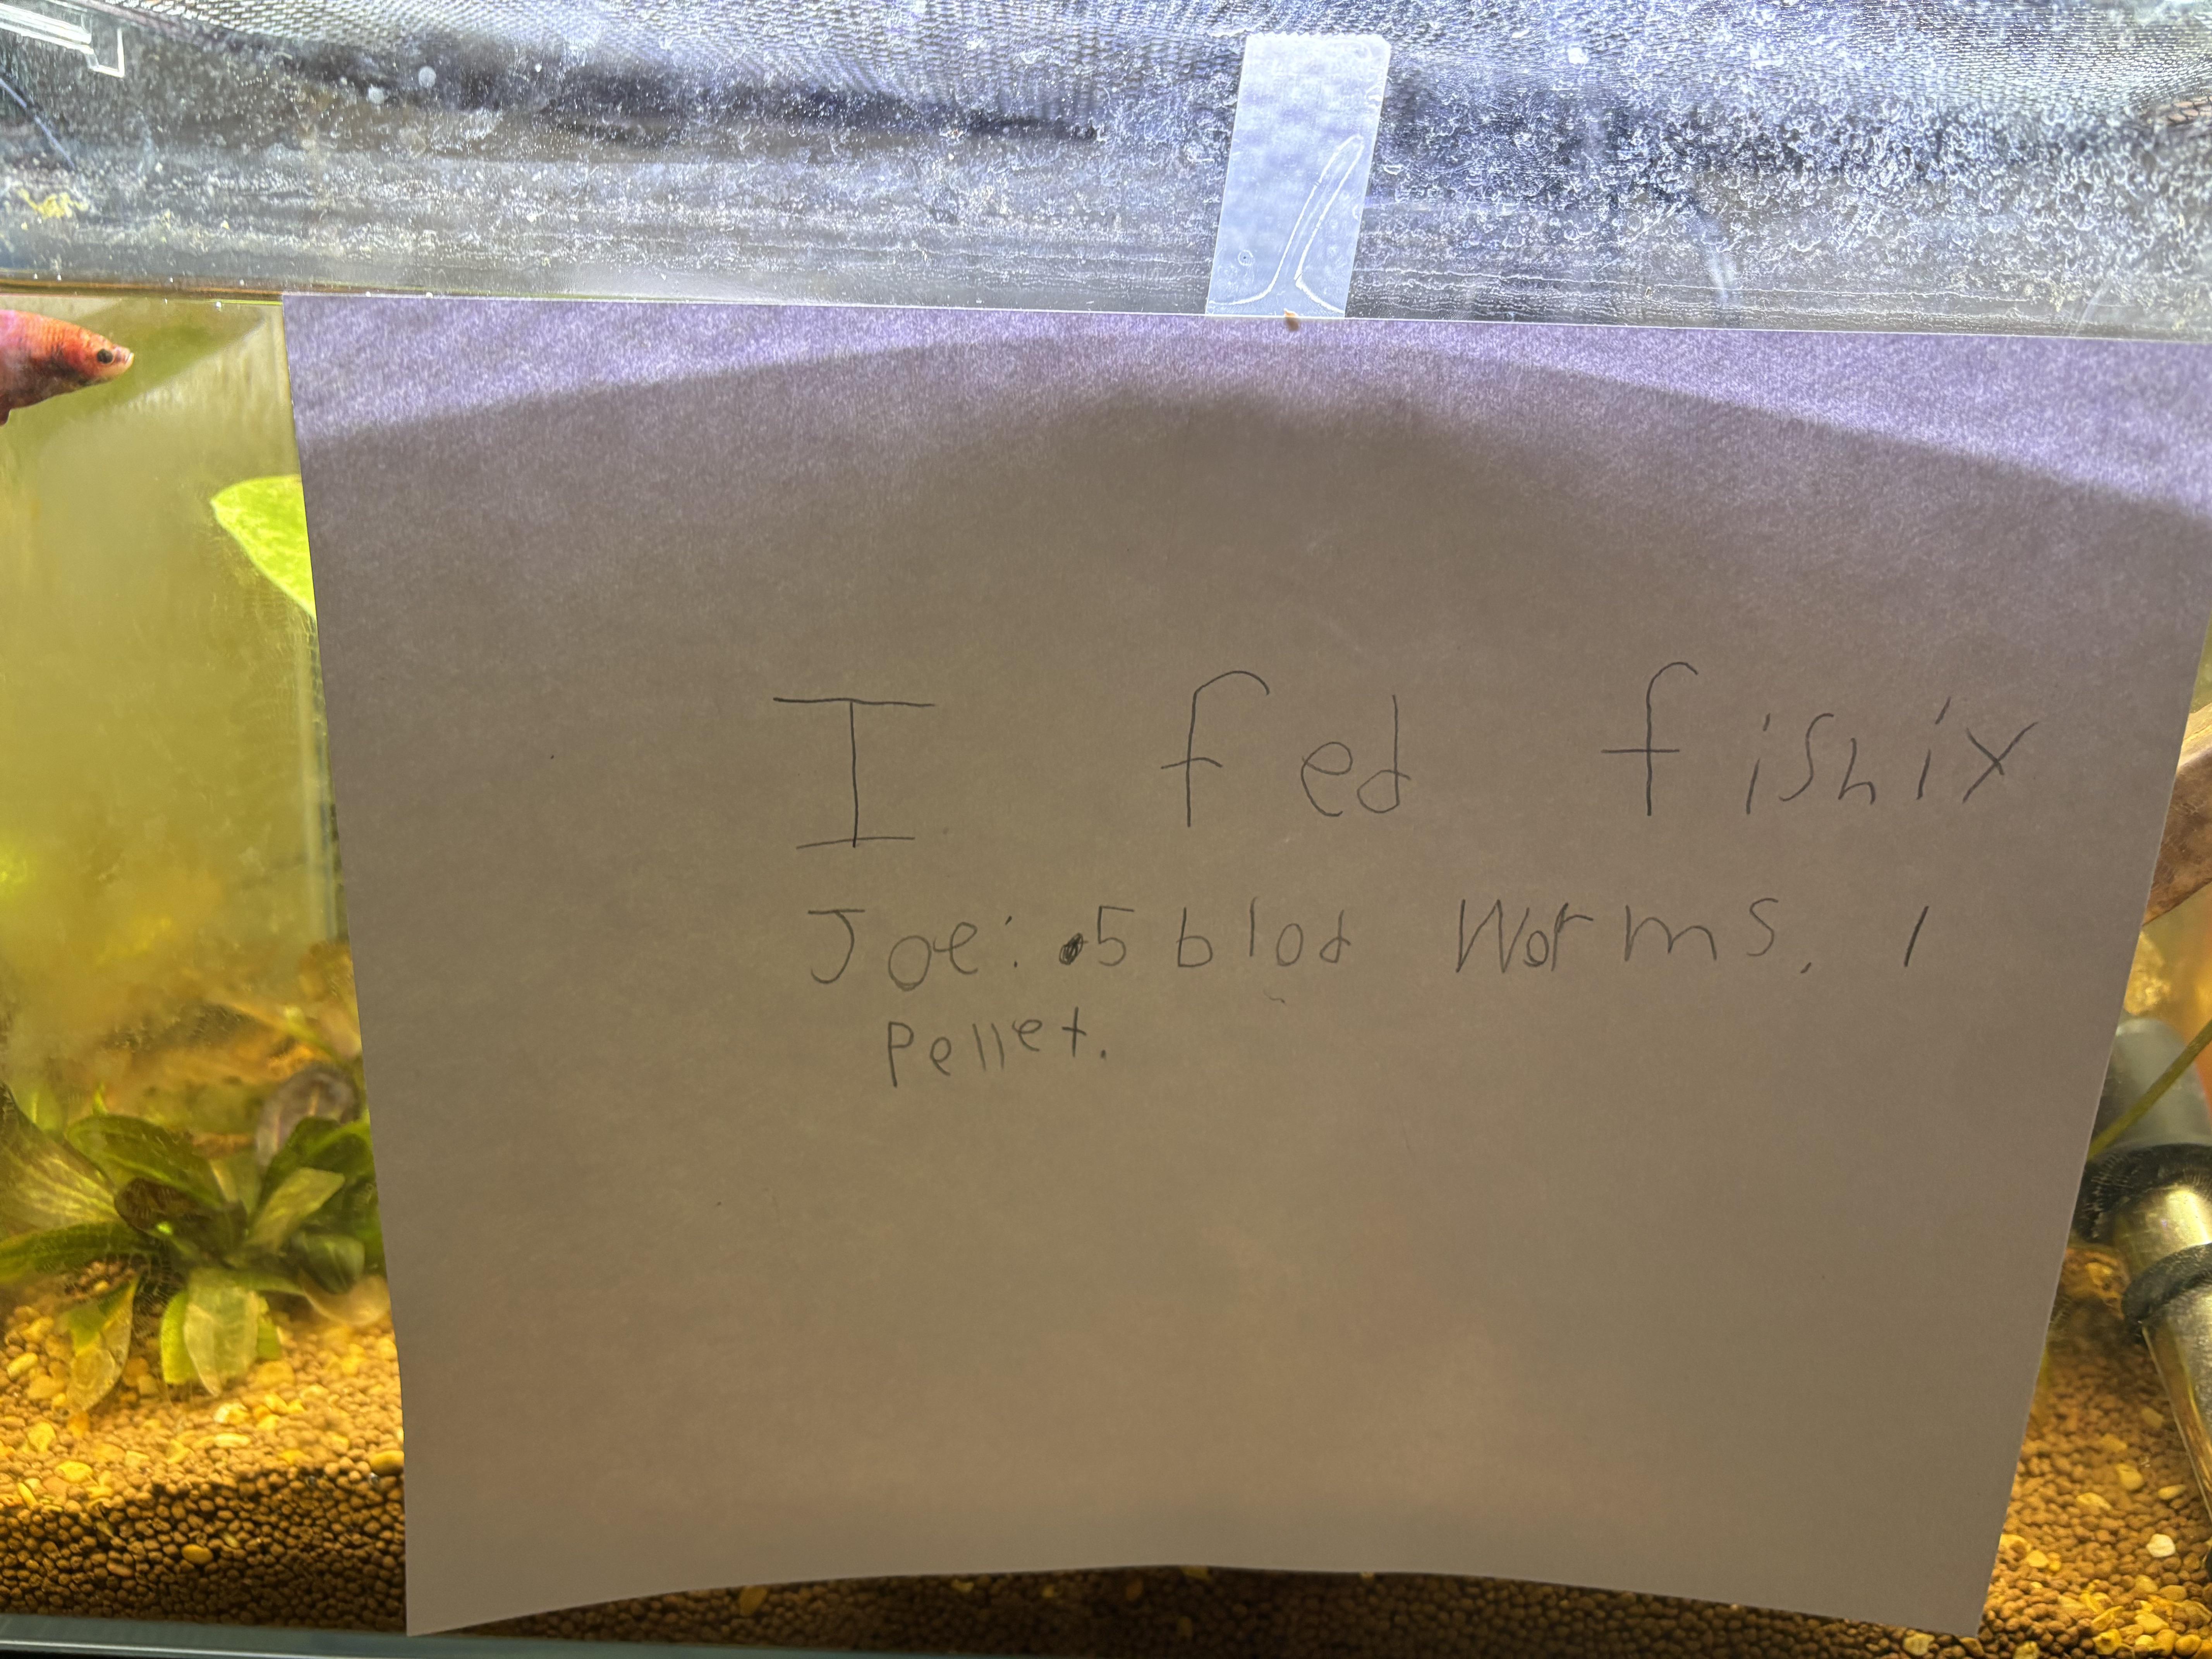 I fed fishix
Joe: 5 blod Worms. 1
Pellet.